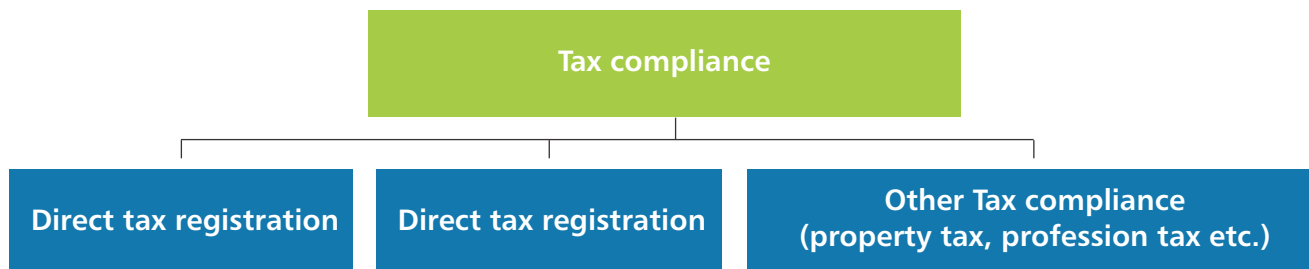 Tax compliance
Direct tax registration
Direct tax registration
Other Tax compliance
(property tax, profession tax etc.)